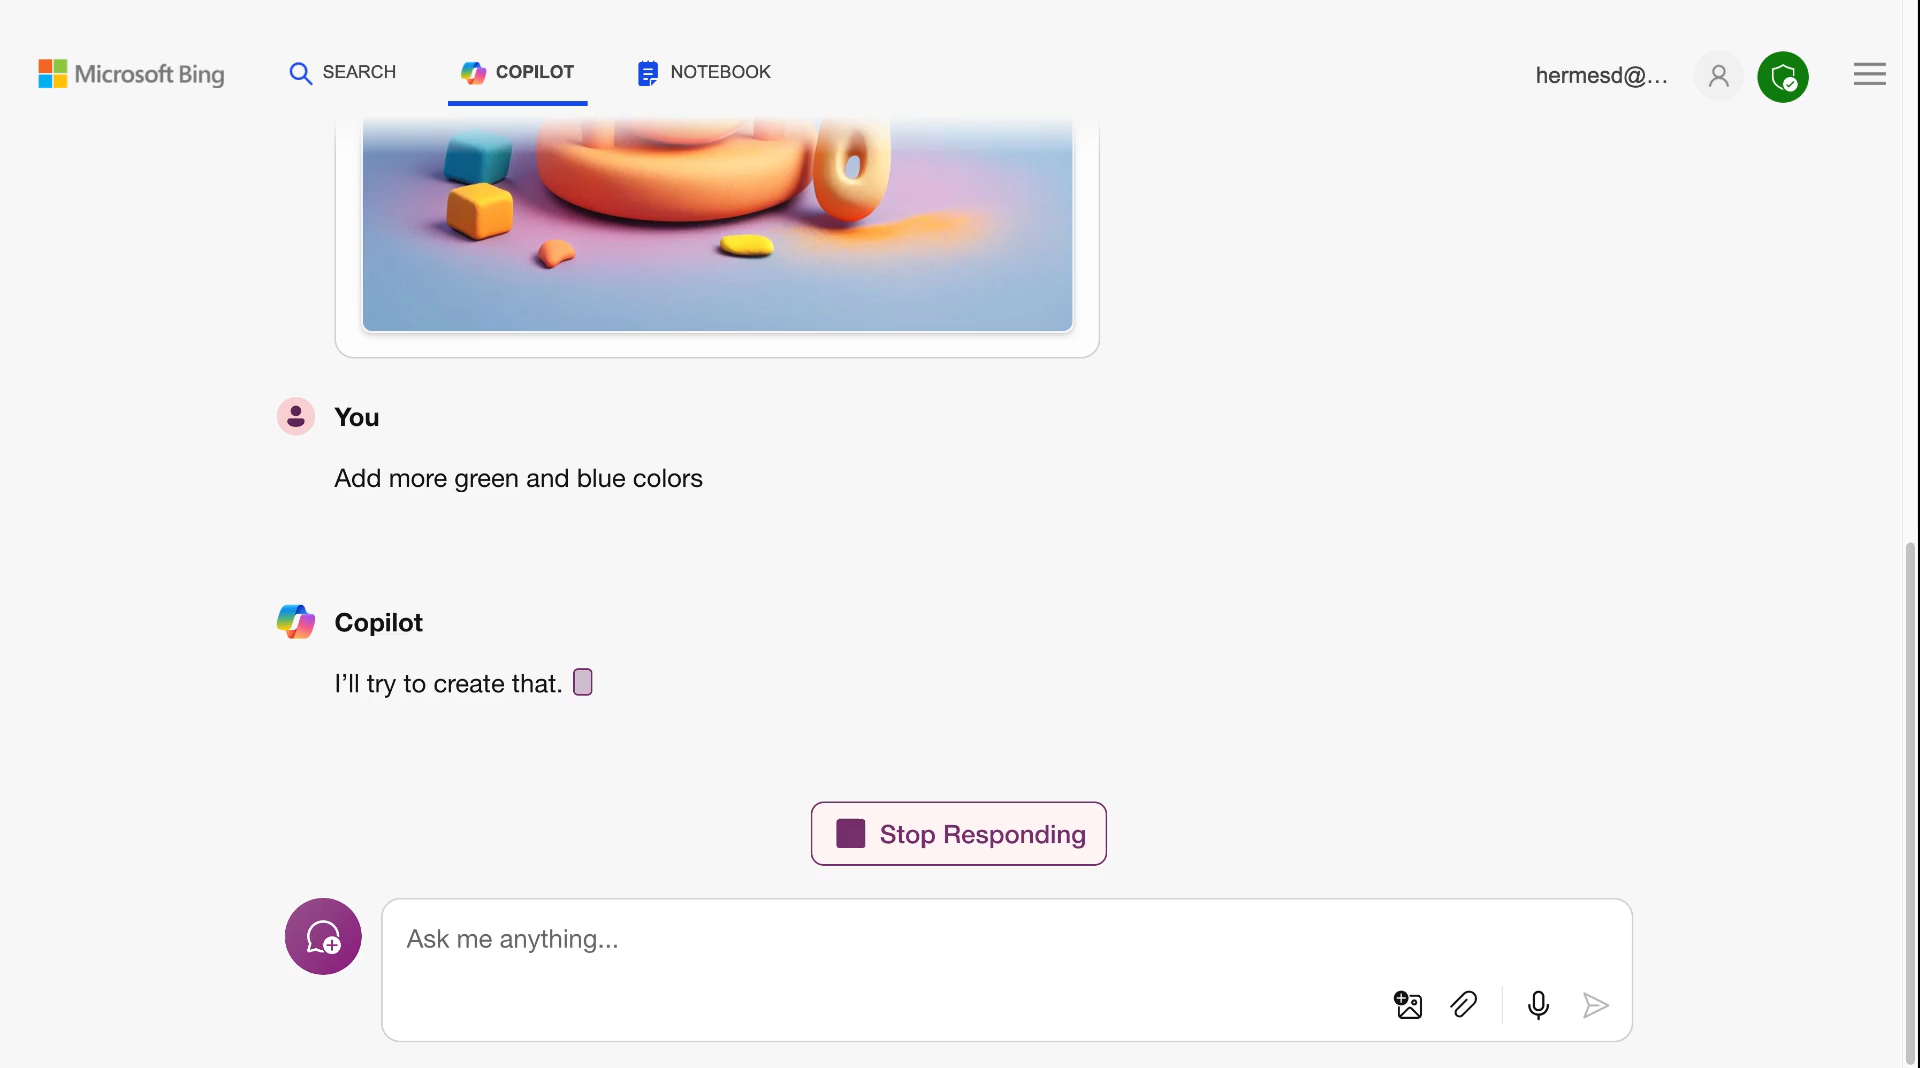 Microsoft Bing
SEARCH
COPILOT
NOTEBOOK
hermesd@...
You
Add more green and blue colors
Copilot
I'll try to create that.
Stop Responding
Ask me anything...